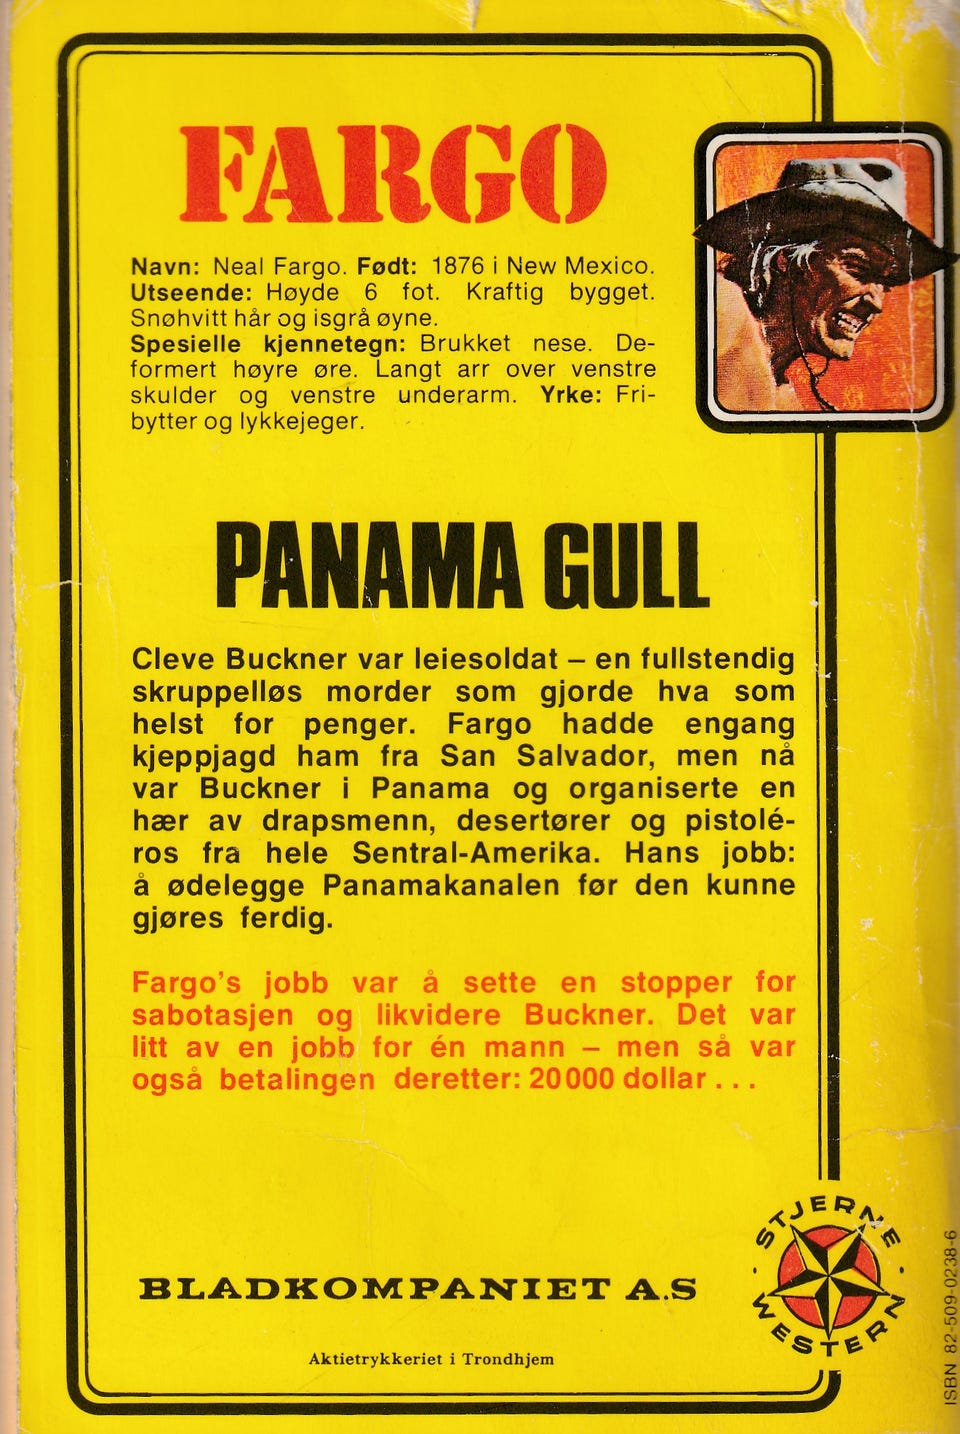 FARGO
Navn: Neal Fargo. Født: 1876 i New Mexico.
Utseende: Høyde 6 fot. Kraftig bygget.
Snøhvitt hår og isgrå øyne.
Spesielle kjennetegn: Brukket nese. De-
formert høyre øre. Langt arr over venstre
skulder og venstre underarm. Yrke: Fri-
bytter og lykkejeger.
PANAMA GULL
Cleve Buckner var leiesoldat – en fullstendig
skruppelløs morder som gjorde hva som
helst for penger. Fargo hadde engang
kjeppjagd ham fra San Salvador, men nå
var Buckner i Panama og organiserte en
hær av drapsmenn, desertører og pistolé-
ros fra hele Sentral-Amerika. Hans jobb:
å ødelegge Panamakanalen før den kunne
gjøres ferdig.
Fargo's jobb var å sette en stopper for
sabotasjen og likvidere Buckner. Det var
litt av en jobb for én mann – men så var
også betalingen deretter: 20 000 dollar . . .
STJERNE
WESTERN
BLADKOMPANIET A.S
Aktietrykkeriet i Trondhjem
ISBN 82-509-0238-6